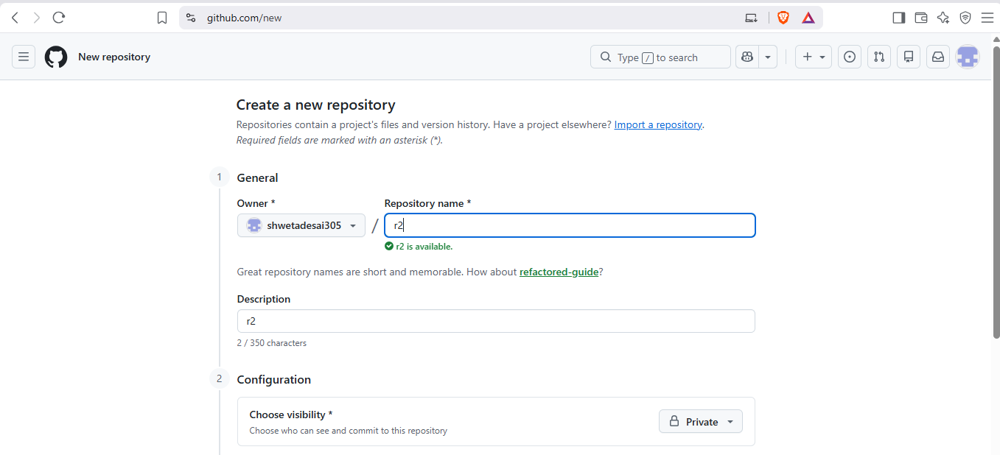 github.com/new
New repository
Type / to search
Create a new repository
Repositories contain a project's files and version history. Have a project elsewhere? Import a repository.
Required fields are marked with an asterisk (*).
1 General
Owner *
Repository name *
shwetadesai305 / r2
r2 is available.
Great repository names are short and memorable. How about refactored-guide?
Description
r2
2 / 350 characters
2 Configuration
Choose visibility *
Choose who can see and commit to this repository
Private